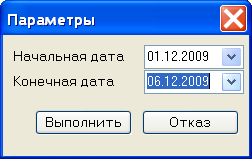 Параметры
Начальная дата 01.12.2009
Конечная дата 06.12.2009
Выполнить Отказ